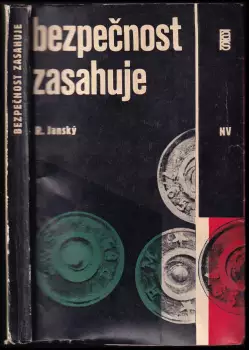 BEZPEČNOST ZASAHUJE
bezpečnost
zasahuje
R. Janský
NV